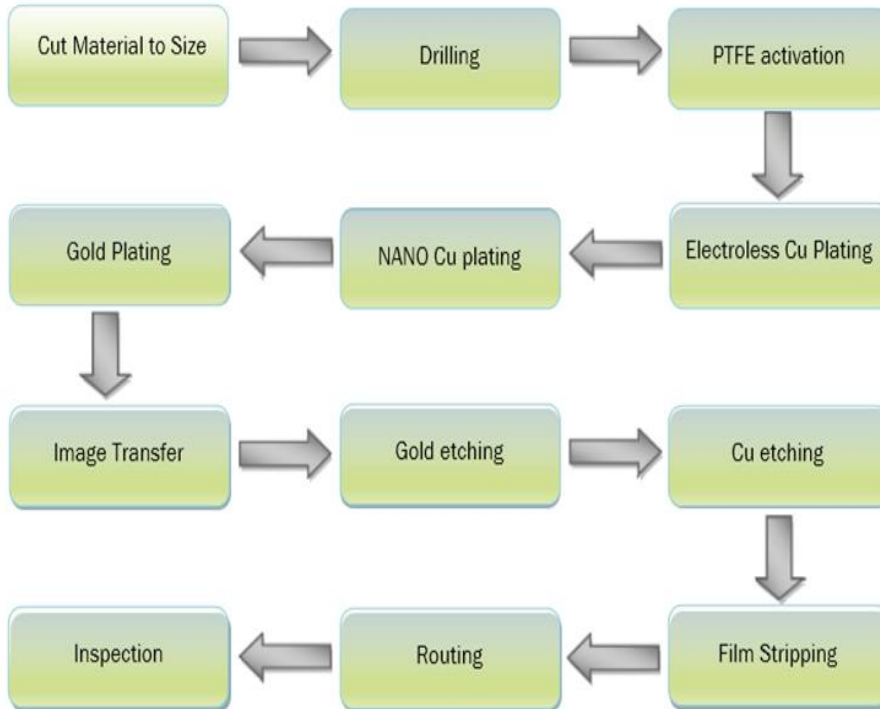 Cut Material to Size
Drilling
PTFE activation
Electroless Cu Plating
NANO Cu plating
Gold Plating
Image Transfer
Gold etching
Cu etching
Film Stripping
Routing
Inspection